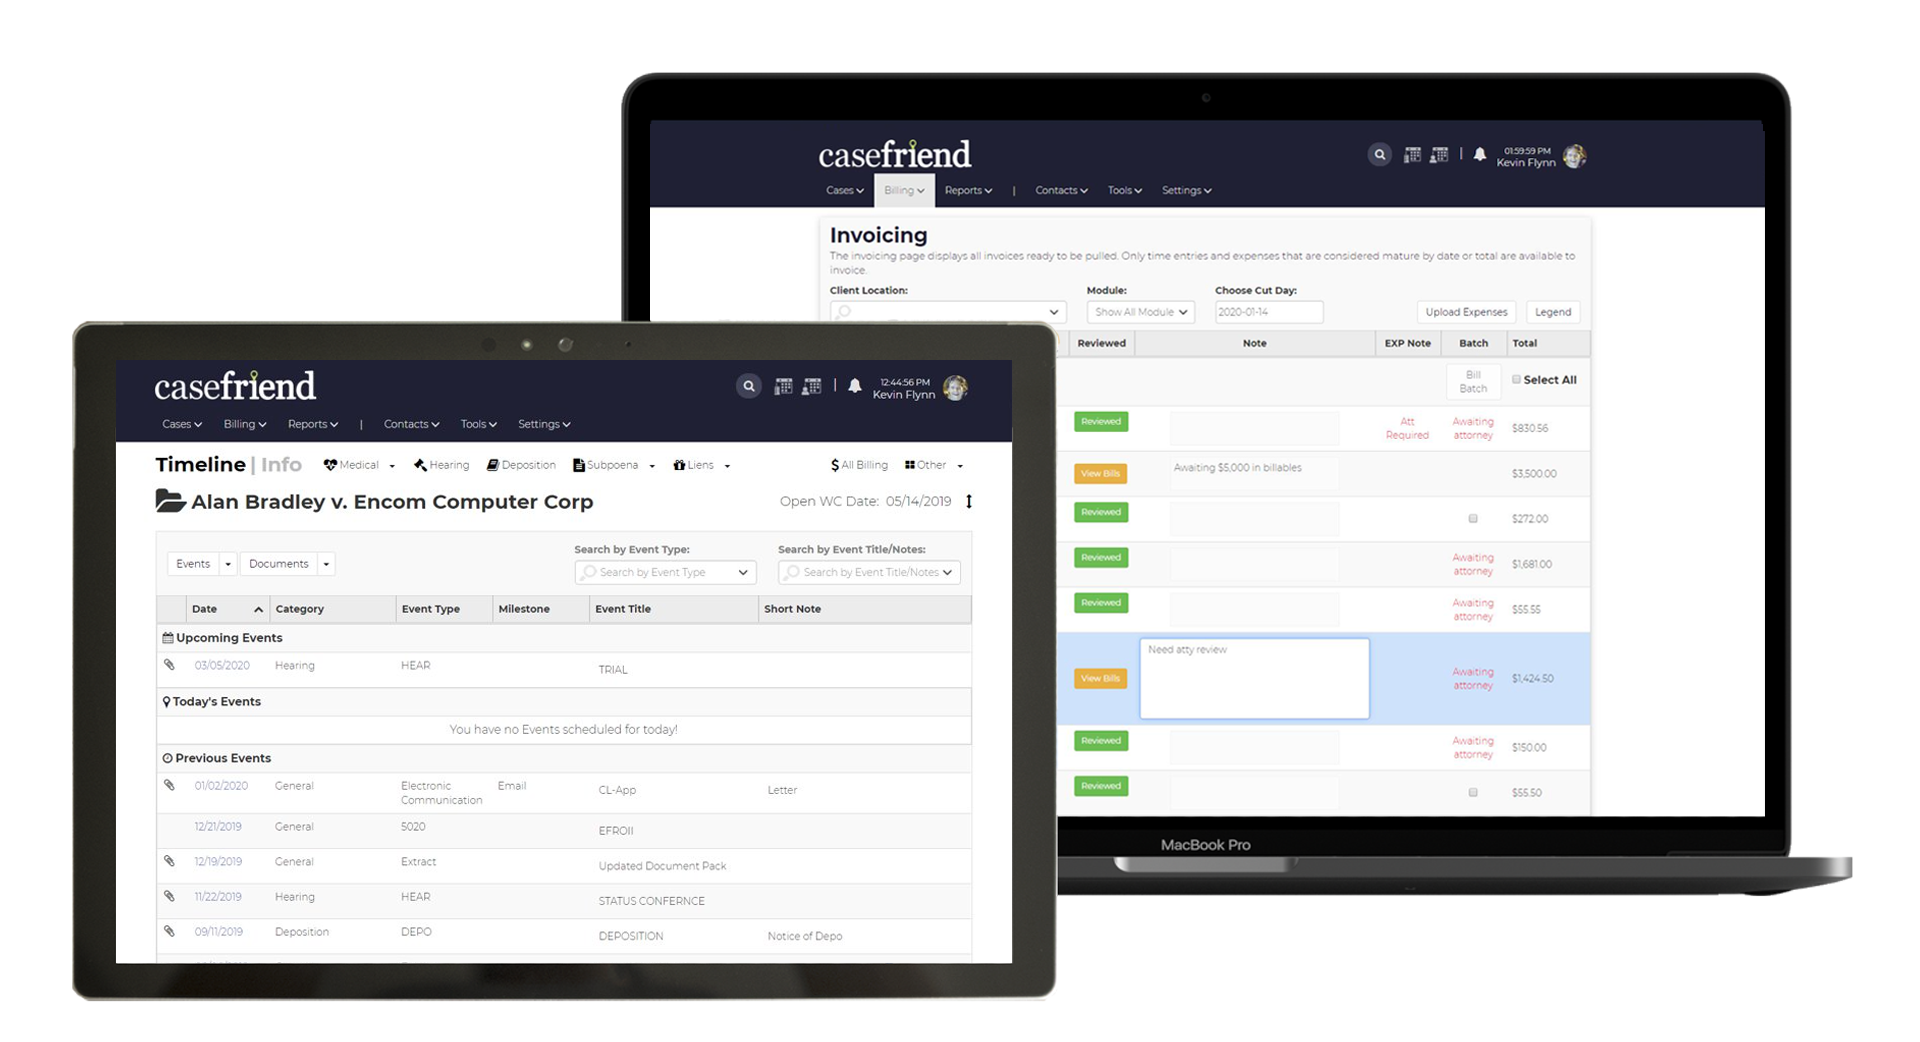 casefriend
01:59:59 PM
Kevin Flynn
Cases Billing Reports | Contacts Tools Settings
Invoicing
The invoicing page displays all invoices ready to be pulled. Only time entries and expenses that are considered mature by date or total are available to
invoice.
Client Location: Module: Choose Cut Day:
Show All Module 2020-01-14 Upload Expenses Legend
Reviewed Note EXP Note Batch Total
Bill
Batch
Select All
Reviewed Att
Required Awaiting
attorney $830.56
View Bills Awaiting $5,000 in billables $3,500.00
Reviewed $272.00
Reviewed Awaiting
attorney $1,681.00
Reviewed Awaiting
attorney $55.55
Need atty review
View Bills Awaiting
attorney $1,424.50
Reviewed Awaiting
attorney $150.00
Reviewed $55.50
MacBook Pro
casefriend
12:44:56 PM
Kevin Flynn
Cases Billing Reports | Contacts Tools Settings
Timeline | Info Medical Hearing Deposition Subpoena Liens $ All Billing Other
Alan Bradley v. Encom Computer Corp Open WC Date: 05/14/2019
Search by Event Type: Search by Event Title/Notes:
Events Documents Search by Event Type Search by Event Title/Notes
Date Category Event Type Milestone Event Title Short Note
Upcoming Events
03/05/2020 Hearing HEAR TRIAL
Today's Events
You have no Events scheduled for today!
Previous Events
01/02/2020 General Electronic
Communication Email CL-App Letter
12/21/2019 General 5020 EFROII
12/19/2019 General Extract Updated Document Pack
11/22/2019 Hearing HEAR STATUS CONFERNCE
09/11/2019 Deposition DEPO DEPOSITION Notice of Depo